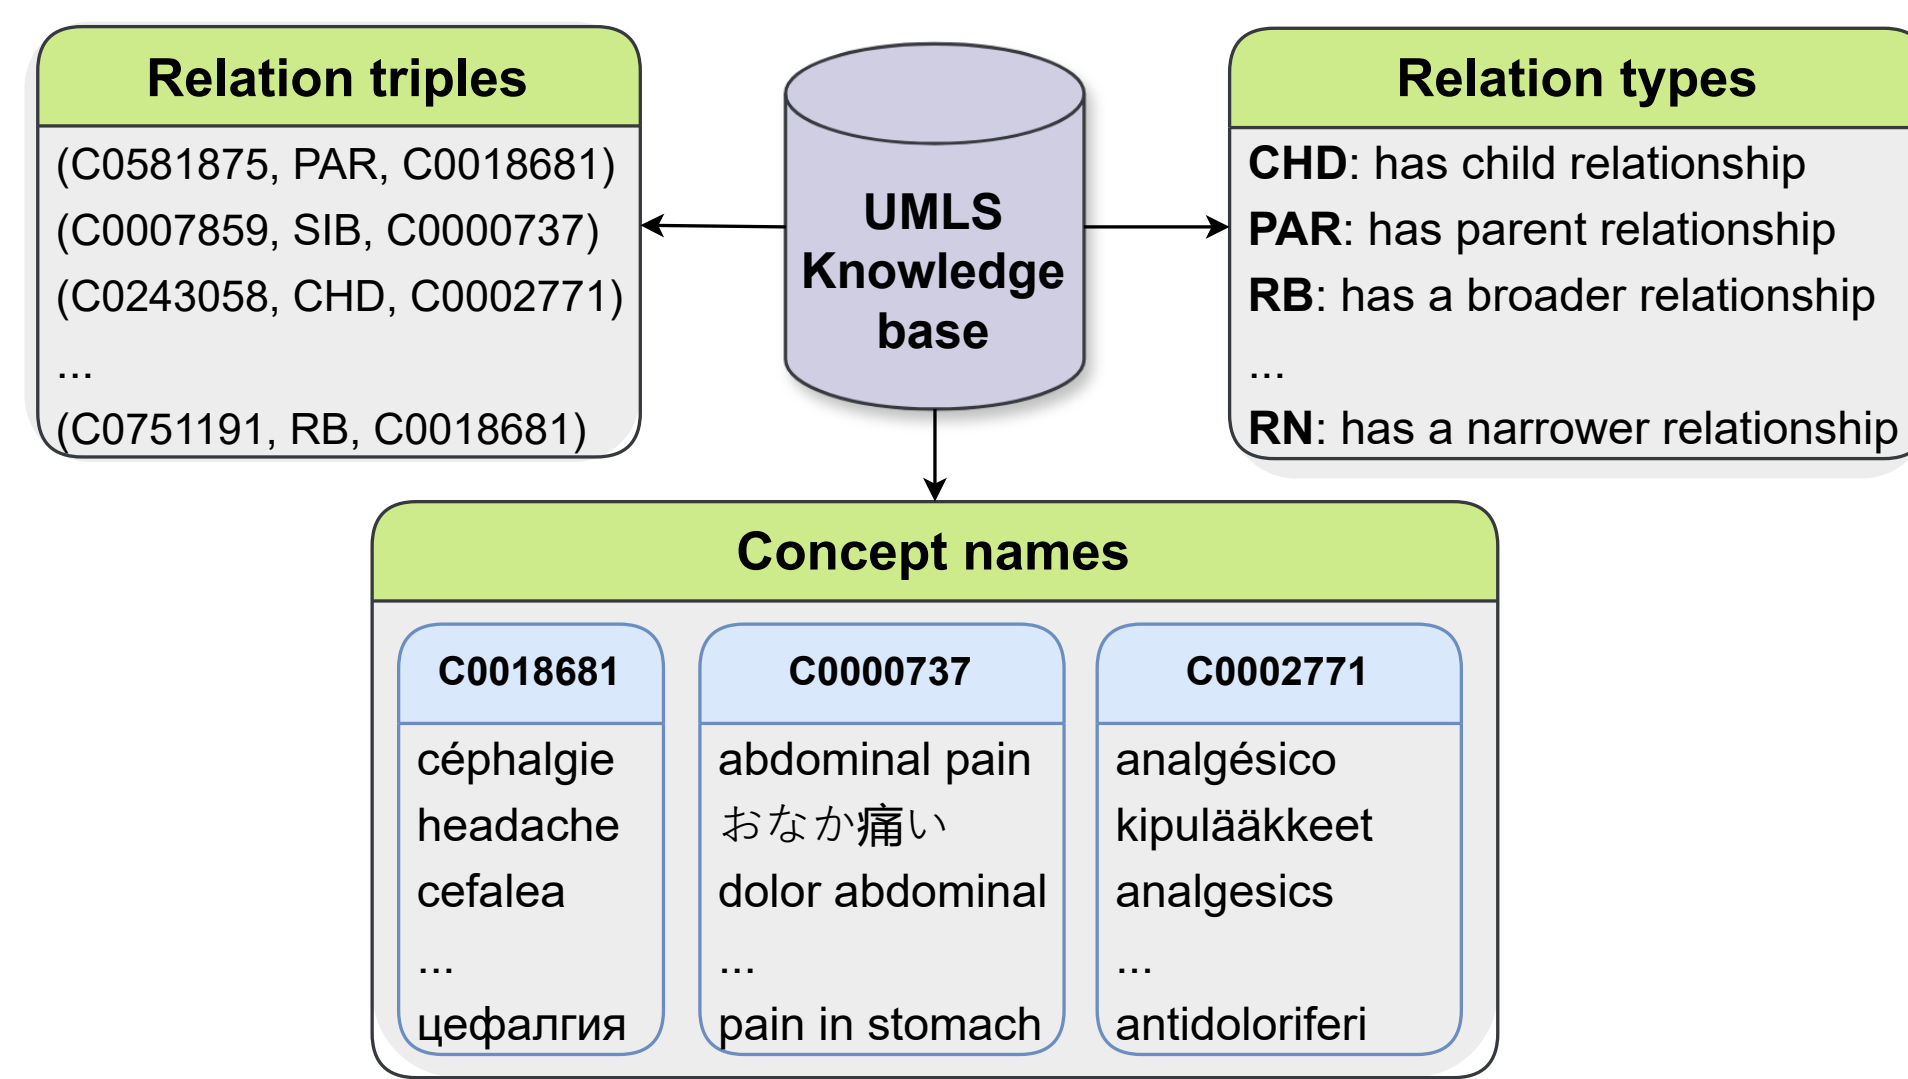 Relation triples
(C0581875, PAR, C0018681)
(C0007859, SIB, C0000737)
(C0243058, CHD, C0002771)
...
(C0751191, RB, C0018681)
UMLS
Knowledge
base
Relation types
CHD: has child relationship
PAR: has parent relationship
RB: has a broader relationship
...
RN: has a narrower relationship
Concept names
C0018681
céphalgie
headache
cefalea
...
цефалгия
C0000737
abdominal pain
おなか痛い
dolor abdominal
...
pain in stomach
C0002771
analgésico
kipulääkkeet
analgesics
...
antidoloriferi